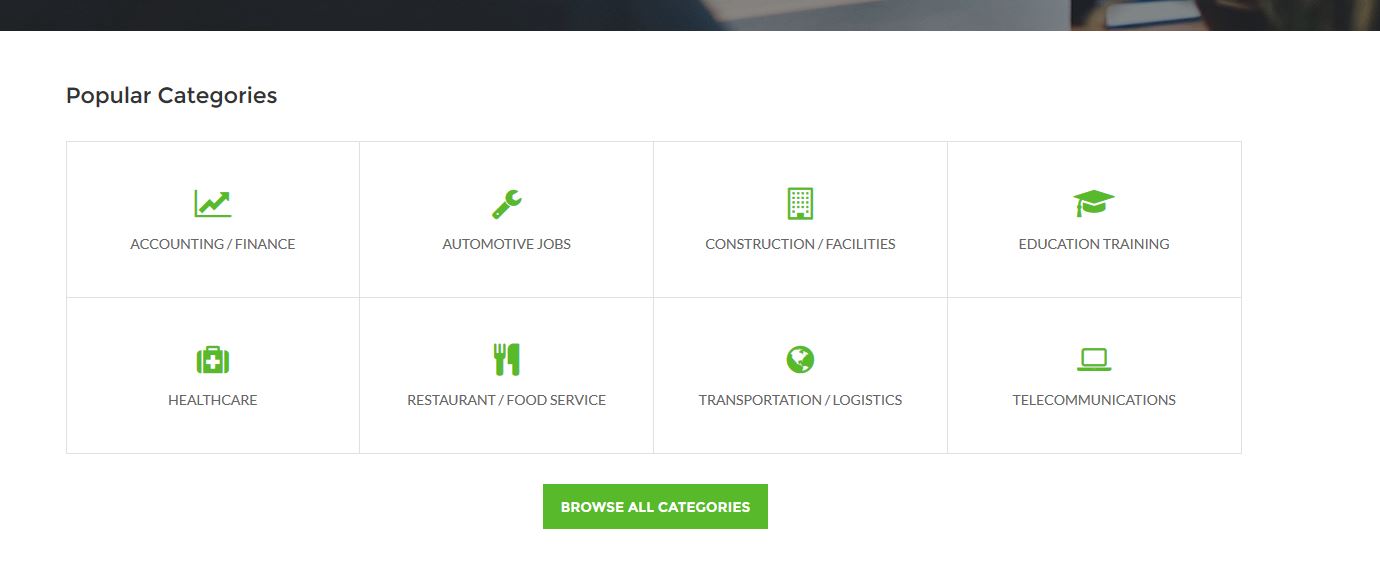 Popular Categories
ACCOUNTING / FINANCE
AUTOMOTIVE JOBS
CONSTRUCTION / FACILITIES
EDUCATION TRAINING
HEALTHCARE
RESTAURANT / FOOD SERVICE
TRANSPORTATION / LOGISTICS
TELECOMMUNICATIONS
BROWSE ALL CATEGORIES